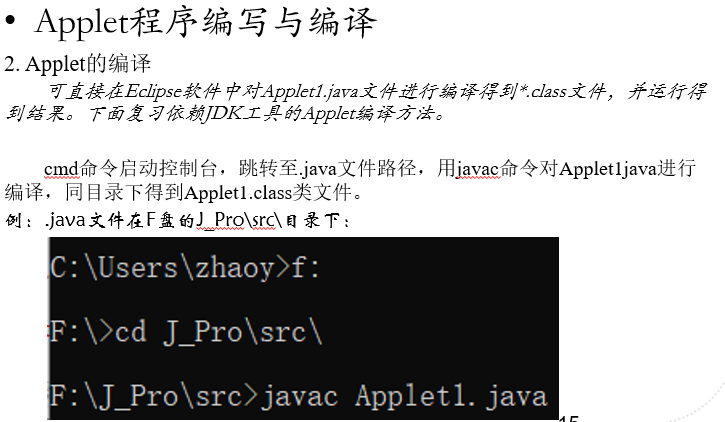 • Applet程序编写与编译
2. Applet的编译
可直接在Eclipse软件中对Applet1.java文件进行编译得到*.class文件，并运行得
到结果。下面复习依赖JDK工具的Applet编译方法。
cmd命令启动控制台，跳转至.java文件路径，用javac命令对Applet1java进行
编译，同目录下得到Applet1.class类文件。
例：.java文件在F盘的J_Pro\src\目录下：
C:\Users\zhaoy>f:
F:\>cd J_Pro\src\
F:\J_Pro\src>javac Applet1.java